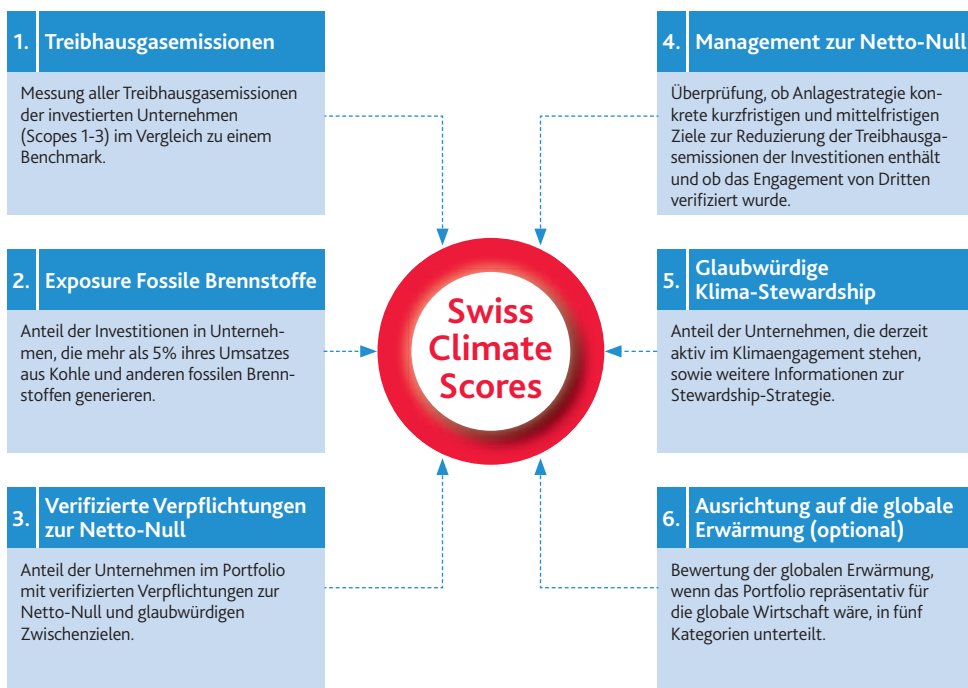 1. Treibhausgasemissionen
Messung aller Treibhausgasemissionen
der investierten Unternehmen
(Scopes 1-3) im Vergleich zu einem
Benchmark.
2. Exposure Fossile Brennstoffe
Anteil der Investitionen in Unterneh-
men, die mehr als 5% ihres Umsatzes
aus Kohle und anderen fossilen Brenn-
stoffen generieren.
3. Verifizierte Verpflichtungen
zur Netto-Null
Anteil der Unternehmen im Portfolio
mit verifizierten Verpflichtungen zur
Netto-Null und glaubwürdigen
Zwischenzielen.
Swiss
Climate
Scores
4. Management zur Netto-Null
Überprüfung, ob Anlagestrategie kon-
krete kurzfristigen und mittelfristigen
Ziele zur Reduzierung der Treibhausga-
semissionen der Investitionen enthält
und ob das Engagement von Dritten
verifiziert wurde.
5. Glaubwürdige
Klima-Stewardship
Anteil der Unternehmen, die derzeit
aktiv im Klimaengagement stehen,
sowie weitere Informationen zur
Stewardship-Strategie.
6. Ausrichtung auf die globale
Erwärmung (optional)
Bewertung der globalen Erwärmung,
wenn das Portfolio repräsentativ für
die globale Wirtschaft wäre, in fünf
Kategorien unterteilt.